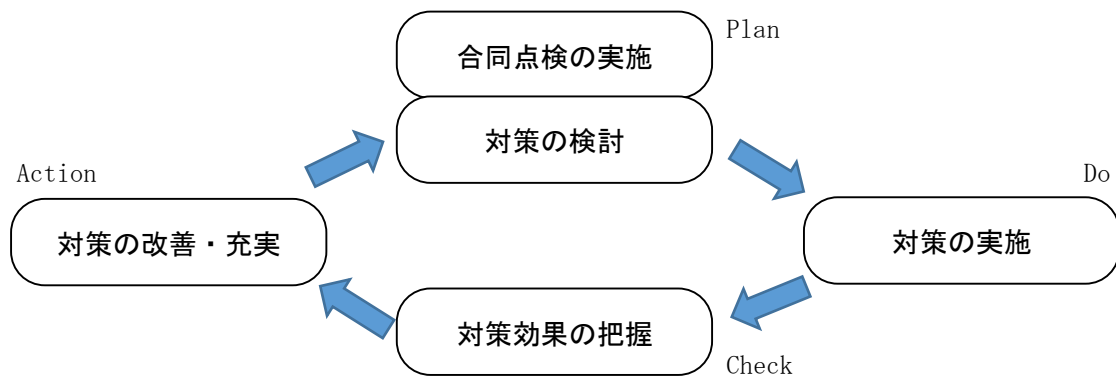 合同点検の実施
Plan
対策の検討
Action
Do
対策の改善・充実
対策の実施
対策効果の把握
Check